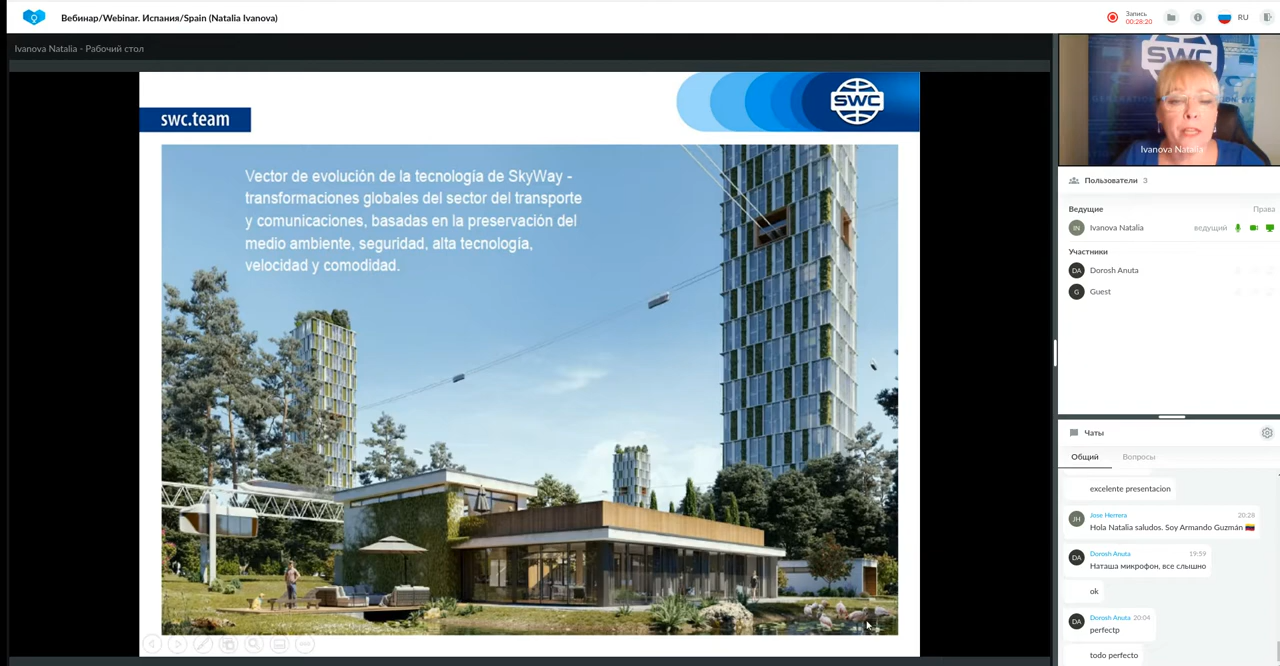 Вебинар/Webinar. Испания/Spain (Natalia Ivanova)
Запись
00:28:20
RU
Ivanova Natalia - Рабочий стол
swc.team
SWC
Vector de evolución de la tecnología de SkyWay -
transformaciones globales del sector del transporte
y comunicaciones, basadas en la preservación del
medio ambiente, seguridad, alta tecnología,
velocidad y comodidad.
SWC
Ivanova Natalia
Пользователи 3
Ведущие Права
IN Ivanova Natalia ведущий
Участники
DA Dorosh Anuta
G Guest
Чаты
Общий Вопросы
excelente presentacion
JH Jose Herrera 20:28
Hola Natalia saludos. Soy Armando Guzmán
DA Dorosh Anuta 19:59
Наташа микрофон, все слышно
ok
DA Dorosh Anuta 20:04
perfectp
todo perfecto